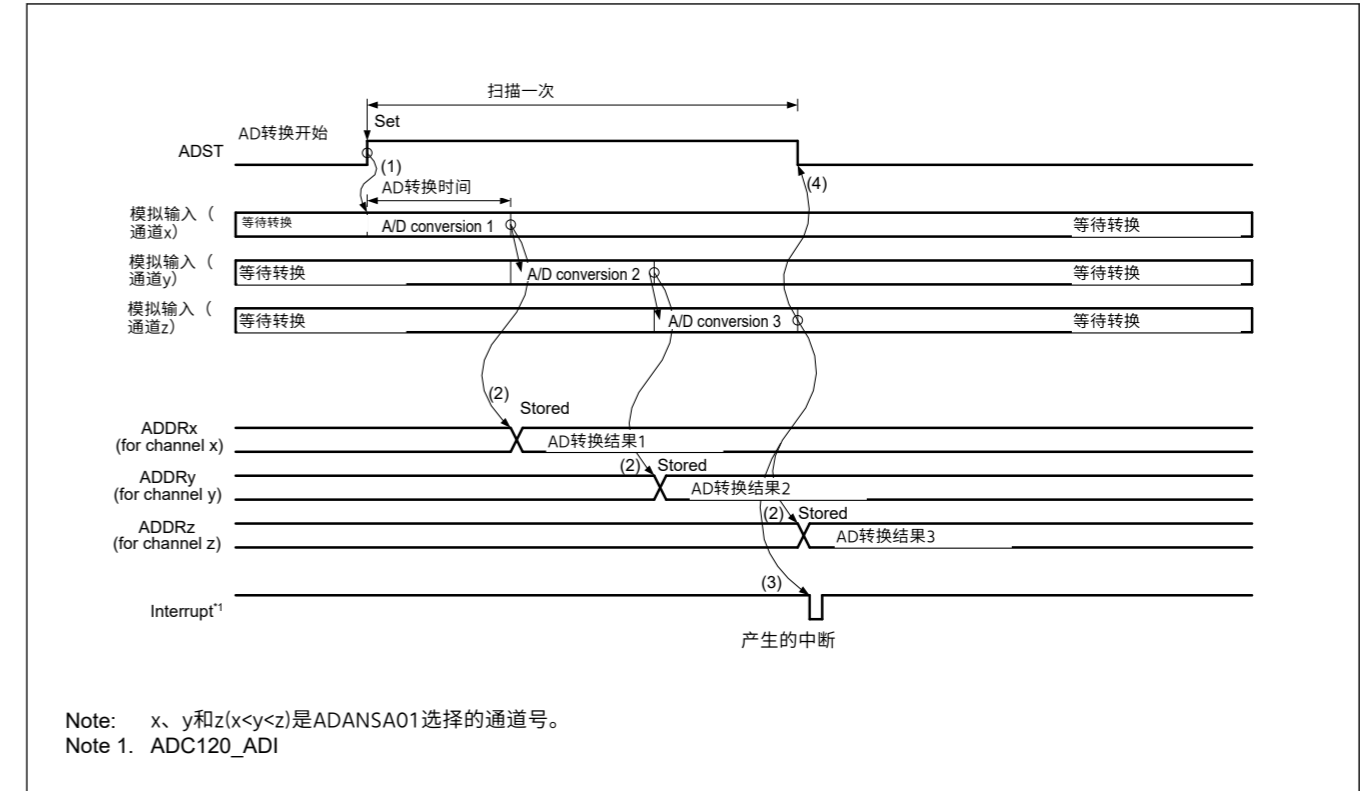 扫描一次
Set
AD转换开始
ADST
(1)
AD转换时间
(4)
模拟输入（
通道x）
等待转换
A/D conversion 1
等待转换
模拟输入（
通道y）
等待转换
A/D conversion 2
等待转换
模拟输入（
通道z）
等待转换
A/D conversion 3
等待转换
(2)
Stored
ADDRx
(for channel x)
AD转换结果1
(2)
Stored
ADDRy
(for channel y)
AD转换结果2
(2)
Stored
ADDRz
(for channel z)
AD转换结果3
(3)
Interrupt*1
产生的中断
Note: x、y和z(x<y<z)是ADANSA01选择的通道号。
Note 1. ADC120_ADI